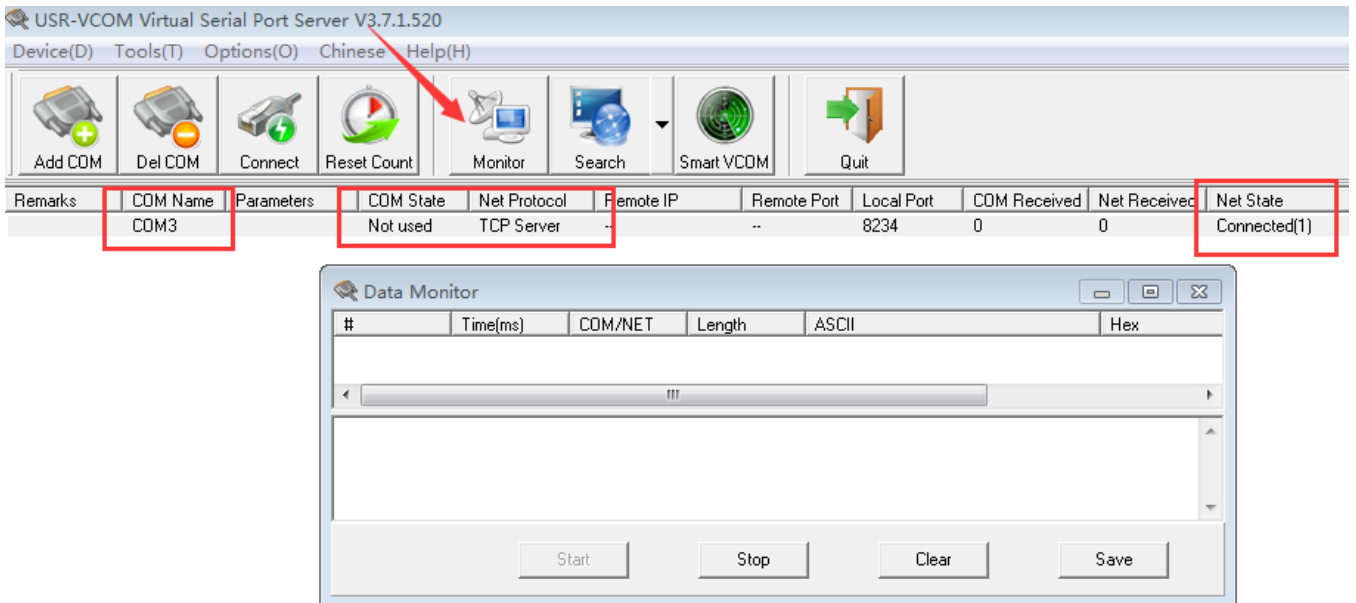 USR-VCOM Virtual Serial Port Server V3.7.1.520
Device(D) Tools(T) Options(O) Chinese Help(H)
Add COM Del COM Connect Reset Count Monitor Search Smart VCOM Quit
Remarks COM Name Parameters COM State Net Protocol Remote IP Remote Port Local Port COM Received Net Received Net State
COM3 Not used TCP Server -- -- 8234 0 0 Connected(1)
Data Monitor
# Time(ms) COM/NET Length ASCII Hex
Start Stop Clear Save